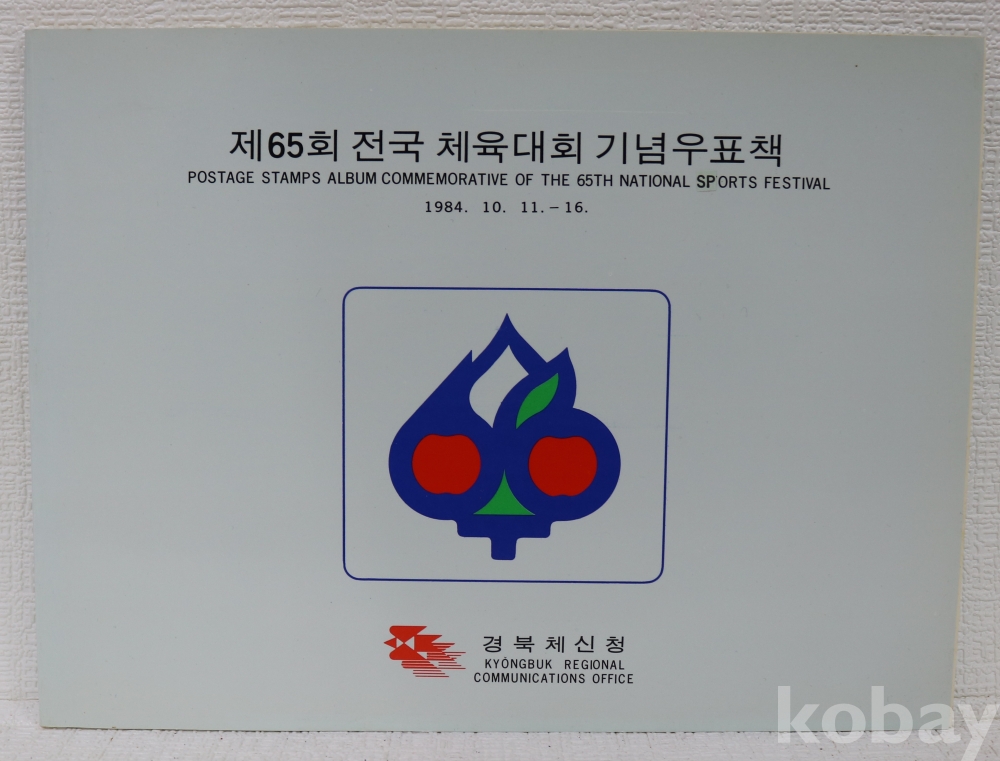 제65회 전국 체육대회 기념우표책
POSTAGE STAMPS ALBUM COMMEMORATIVE OF THE 65TH NATIONAL SPORTS FESTIVAL
1984. 10. 11. - 16.
경북체신청
KYŎNGBUK REGIONAL
COMMUNICATIONS OFFICE
kobay